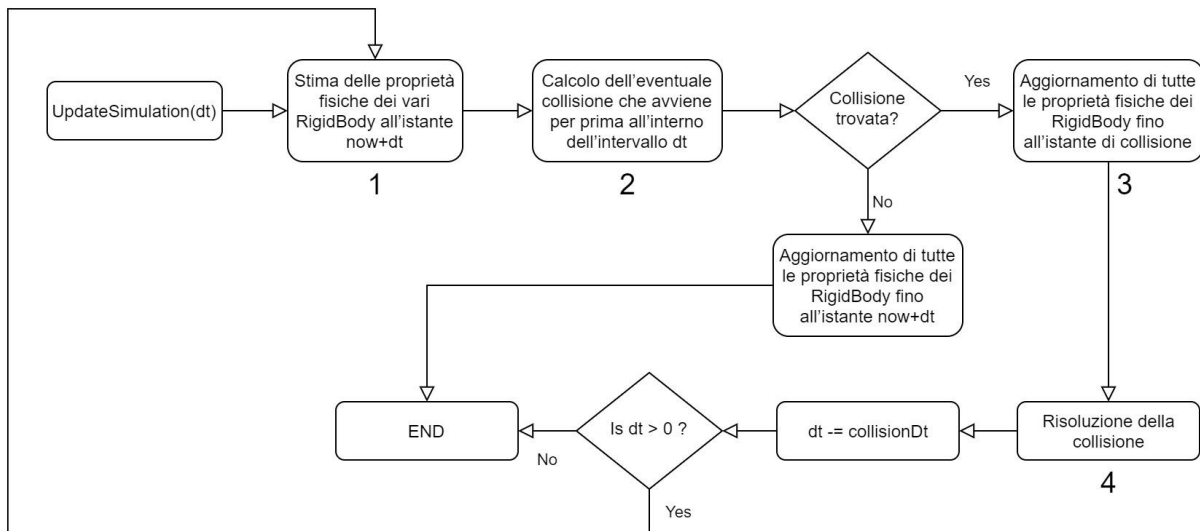 UpdateSimulation(dt)
Stima delle proprietà
fisiche dei vari
RigidBody all'istante
now+dt
1
Calcolo dell'eventuale
collisione che avviene
per prima all'interno
dell'intervallo dt
2
Collisione
trovata?
Yes
No
Aggiornamento di tutte
le proprietà fisiche dei
RigidBody fino
all'istante di collisione
3
Aggiornamento di tutte
le proprietà fisiche dei
RigidBody fino
all'istante now+dt
Risoluzione della
collisione
4
dt -= collisionDt
Is dt > 0 ?
No
Yes
END